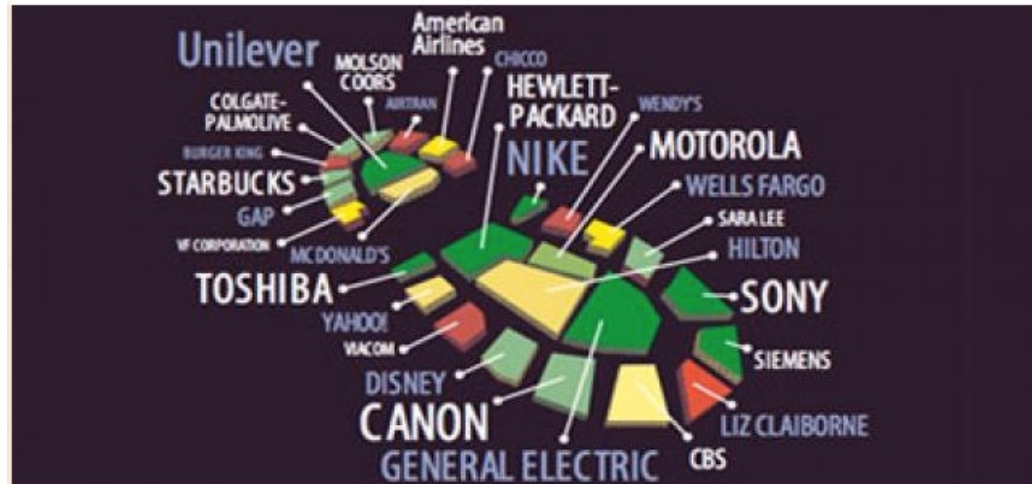 American
Airlines
Unilever
MOLSON
COORS
CHICCO
HEWLETT-
PACKARD
COLGATE-
PALMOLIVE
AIRTRAN
WENDY'S
BURGER KING
NIKE
MOTOROLA
STARBUCKS
WELLS FARGO
GAP
SARA LEE
VF CORPORATION
MCDONALD'S
HILTON
TOSHIBA
SONY
YAHOO!
VIACOM
SIEMENS
DISNEY
CANON
LIZ CLAIBORNE
GENERAL ELECTRIC
CBS